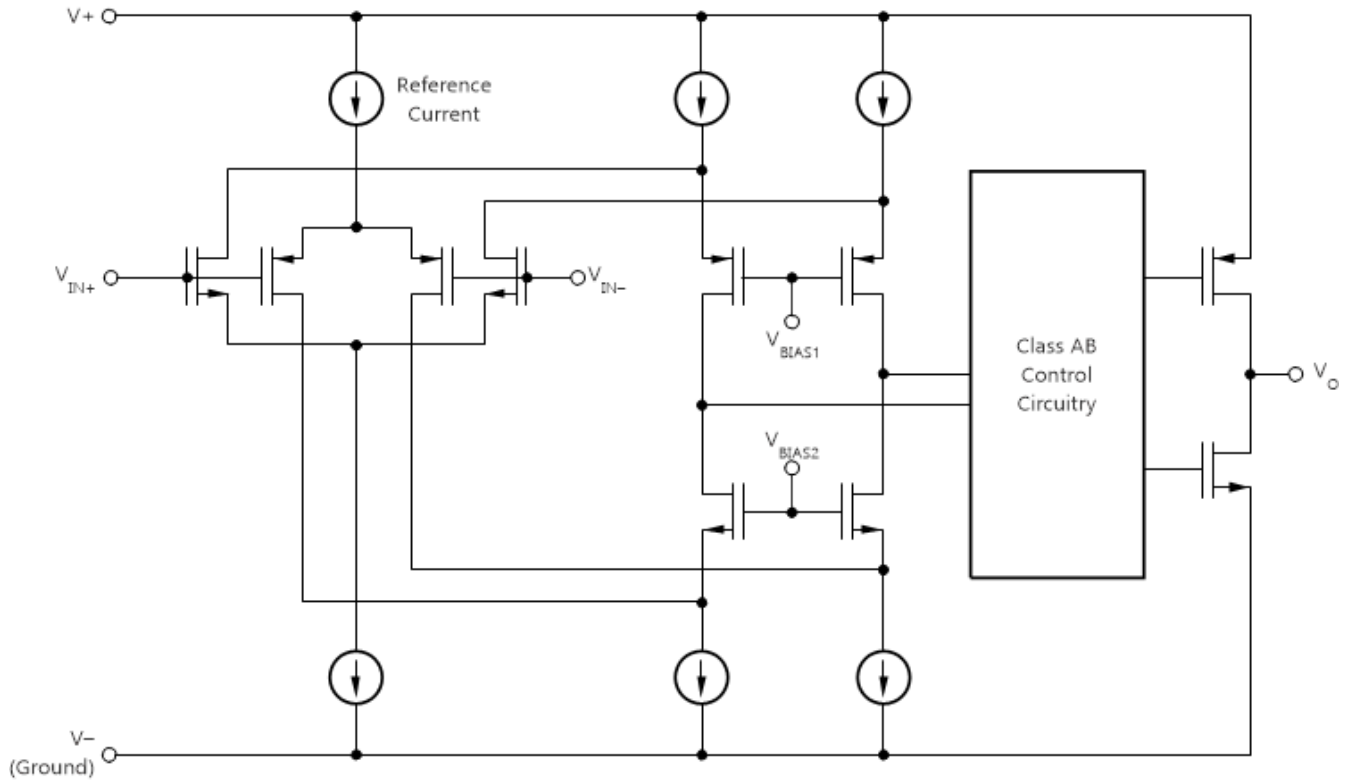 V+
Reference
Current
VIN+
VIN−
VBIAS1
Class AB
Control
Circuitry
VO
VBIAS2
V−
(Ground)